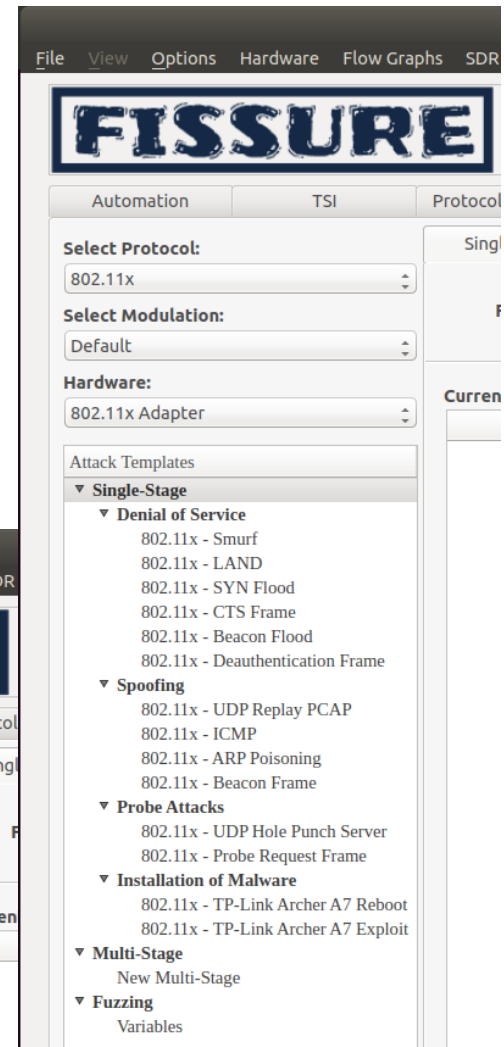 File View Options Hardware Flow Graphs SDR
FISSURE
Automation TSI Protocol
Select Protocol:
802.11x
Select Modulation:
Default
Hardware:
802.11x Adapter
Attack Templates
Single-Stage
Denial of Service
802.11x - Smurf
802.11x - LAND
802.11x - SYN Flood
802.11x - CTS Frame
802.11x - Beacon Flood
802.11x - Deauthentication Frame
Spoofing
802.11x - UDP Replay PCAP
802.11x - ICMP
802.11x - ARP Poisoning
802.11x - Beacon Frame
Probe Attacks
802.11x - UDP Hole Punch Server
802.11x - Probe Request Frame
Installation of Malware
802.11x - TP-Link Archer A7 Reboot
802.11x - TP-Link Archer A7 Exploit
Multi-Stage
New Multi-Stage
Fuzzing
Variables